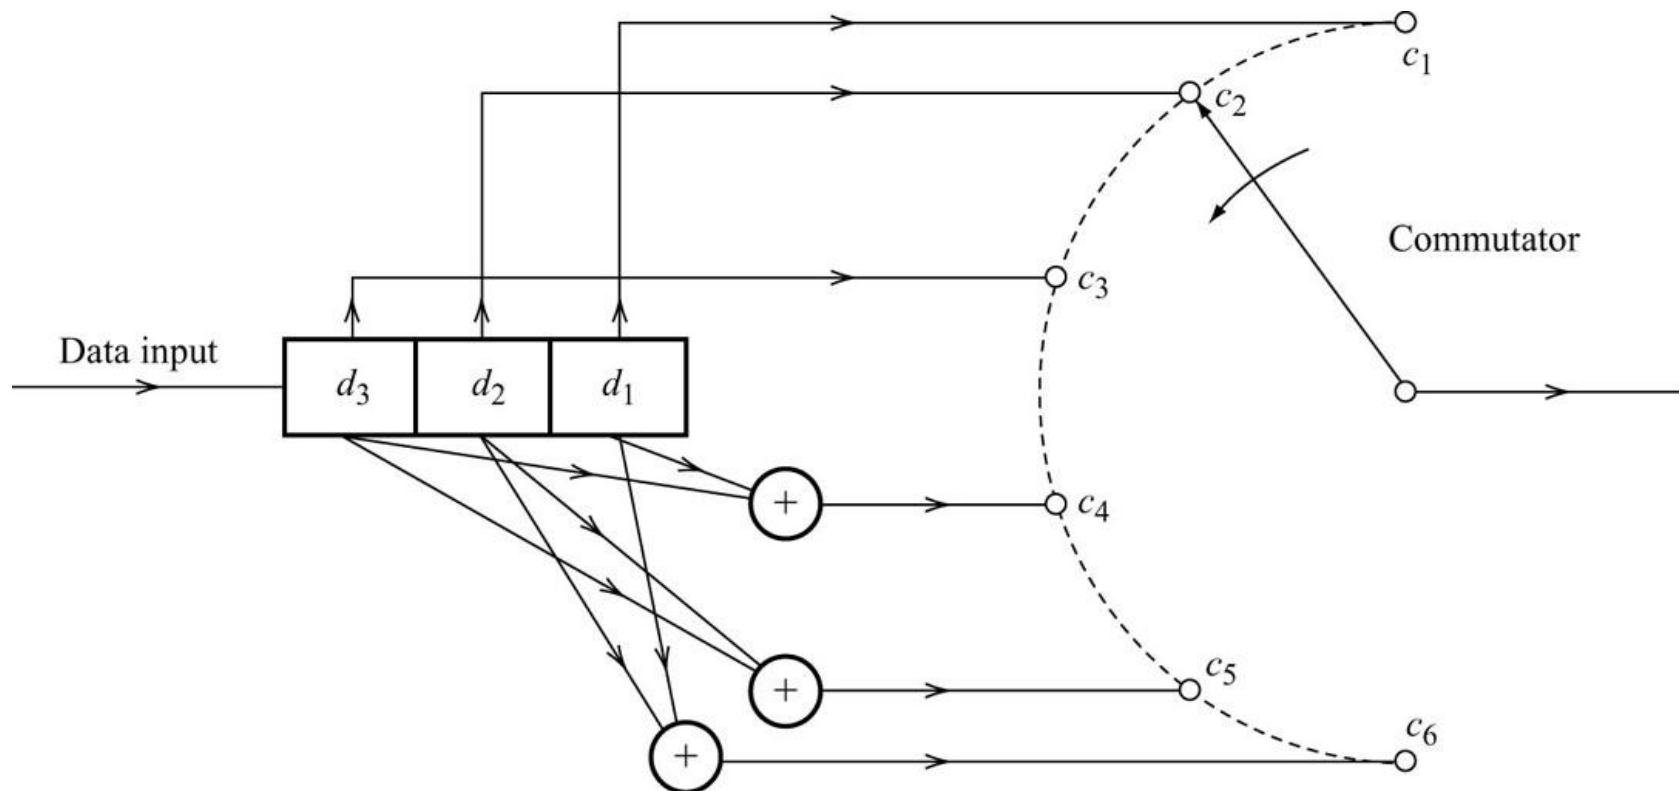 c₁
c₂
Commutator
c₃
Data input
d₃ d₂ d₁
+
c₄
+
c₅
+
c₆